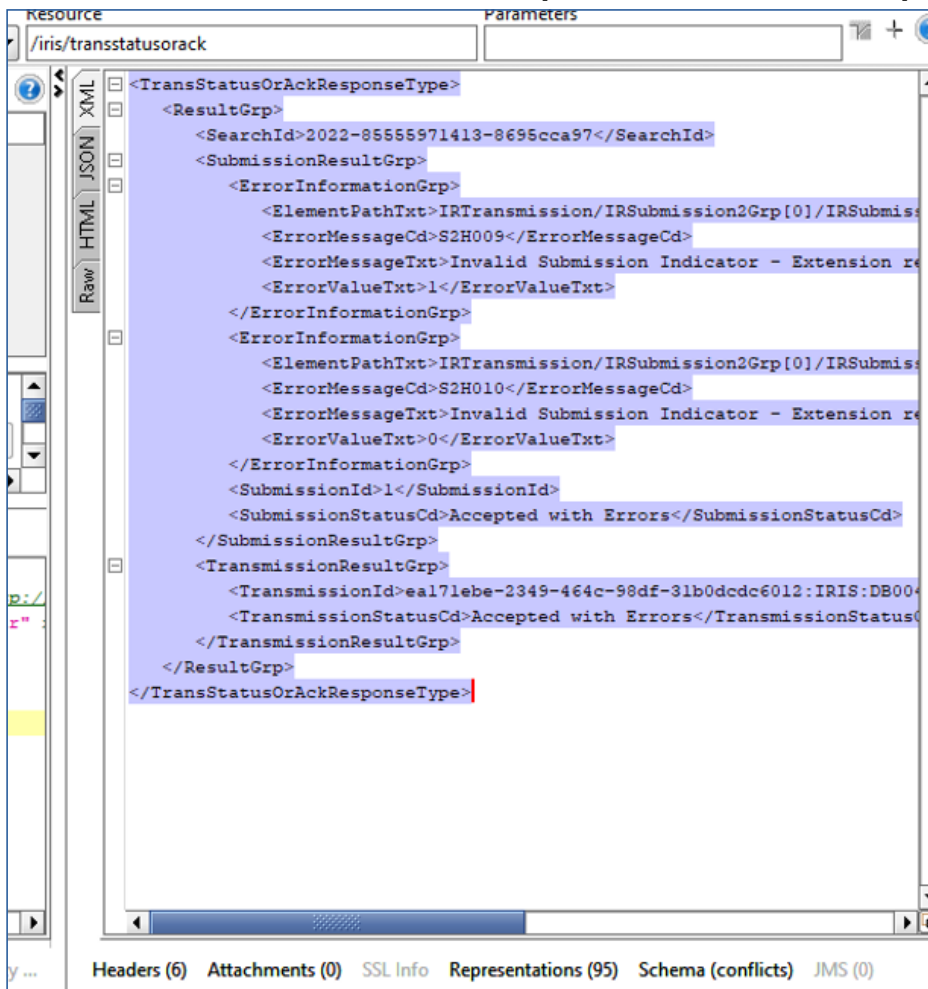 Resource Parameters
/iris/transstatusorack
XML
JSON
HTML
Raw
<TransStatusOrAckResponseType>
<ResultGrp>
<SearchId>2022-85555971413-8695cca97</SearchId>
<SubmissionResultGrp>
<ErrorInformationGrp>
<ElementPathTxt>IRTransmission/IRSubmission2Grp[0]/IRSubmiss
<ErrorMessageCd>S2H009</ErrorMessageCd>
<ErrorMessageTxt>Invalid Submission Indicator - Extension re
<ErrorValueTxt>1</ErrorValueTxt>
</ErrorInformationGrp>
<ErrorInformationGrp>
<ElementPathTxt>IRTransmission/IRSubmission2Grp[0]/IRSubmiss
<ErrorMessageCd>S2H010</ErrorMessageCd>
<ErrorMessageTxt>Invalid Submission Indicator - Extension re
<ErrorValueTxt>0</ErrorValueTxt>
</ErrorInformationGrp>
<SubmissionId>1</SubmissionId>
<SubmissionStatusCd>Accepted with Errors</SubmissionStatusCd>
</SubmissionResultGrp>
<TransmissionResultGrp>
<TransmissionId>ea171ebe-2349-464c-98df-31b0dcdc6012:IRIS:DB004
<TransmissionStatusCd>Accepted with Errors</TransmissionStatus
</TransmissionResultGrp>
</ResultGrp>
</TransStatusOrAckResponseType>
p:/
r" :
y ... Headers (6) Attachments (0) SSL Info Representations (95) Schema (conflicts) JMS (0)